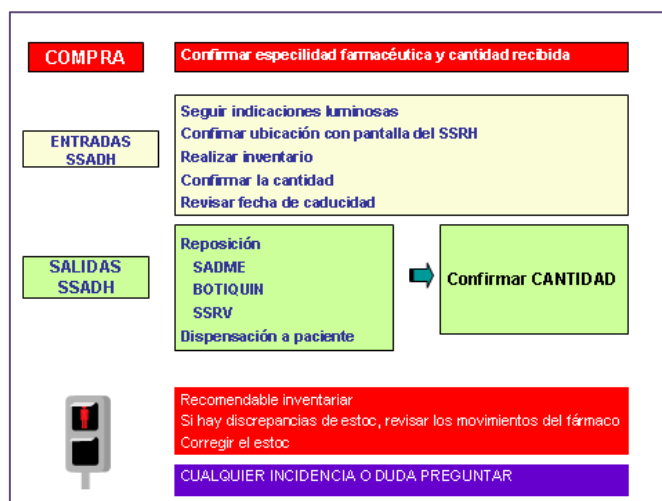 COMPRA
Confirmar especilidad farmacéutica y cantidad recibida
ENTRADAS
SSADH
Seguir indicaciones luminosas
Confirmar ubicación con pantalla del SSRH
Realizar inventario
Confirmar la cantidad
Revisar fecha de caducidad
SALIDAS
SSADH
Reposición
SADME
BOTIQUIN
SSRV
Dispensación a paciente
Confirmar CANTIDAD
Recomendable inventariar
Si hay discrepancias de estoc, revisar los movimientos del fármaco
Corregir el estoc
CUALQUIER INCIDENCIA O DUDA PREGUNTAR